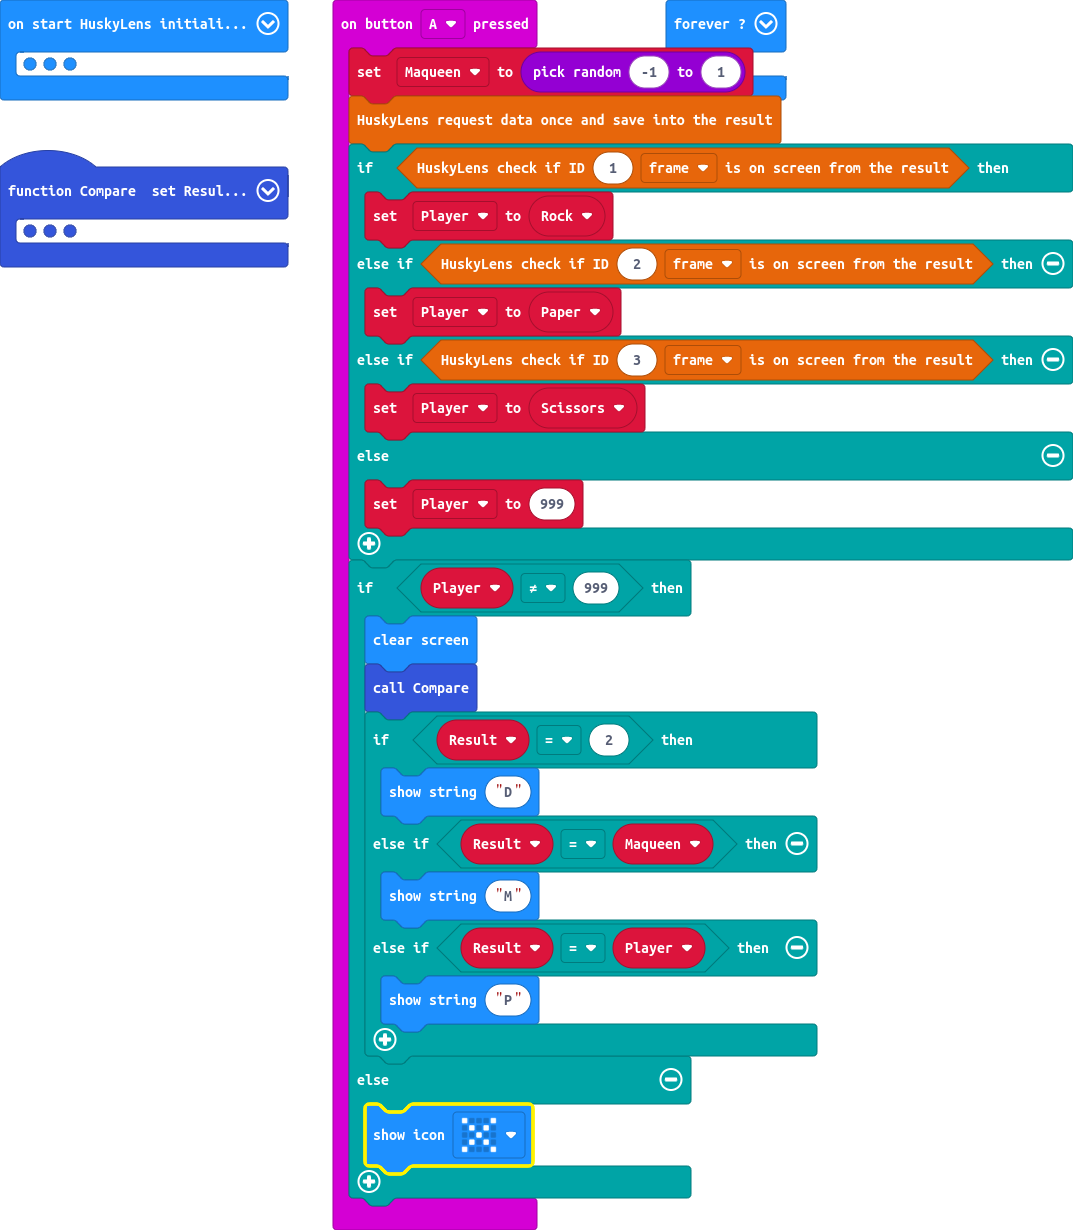 on start HuskyLens initiali...
function Compare  set Resul...
on button A pressed
set Maqueen to pick random -1 to 1
HuskyLens request data once and save into the result
if HuskyLens check if ID 1 frame is on screen from the result then
set Player to Rock
else if HuskyLens check if ID 2 frame is on screen from the result then
set Player to Paper
else if HuskyLens check if ID 3 frame is on screen from the result then
set Player to Scissors
else
set Player to 999
if Player ≠ 999 then
clear screen
call Compare
if Result = 2 then
show string "D"
else if Result = Maqueen then
show string "M"
else if Result = Player then
show string "P"
else
show icon
forever ?